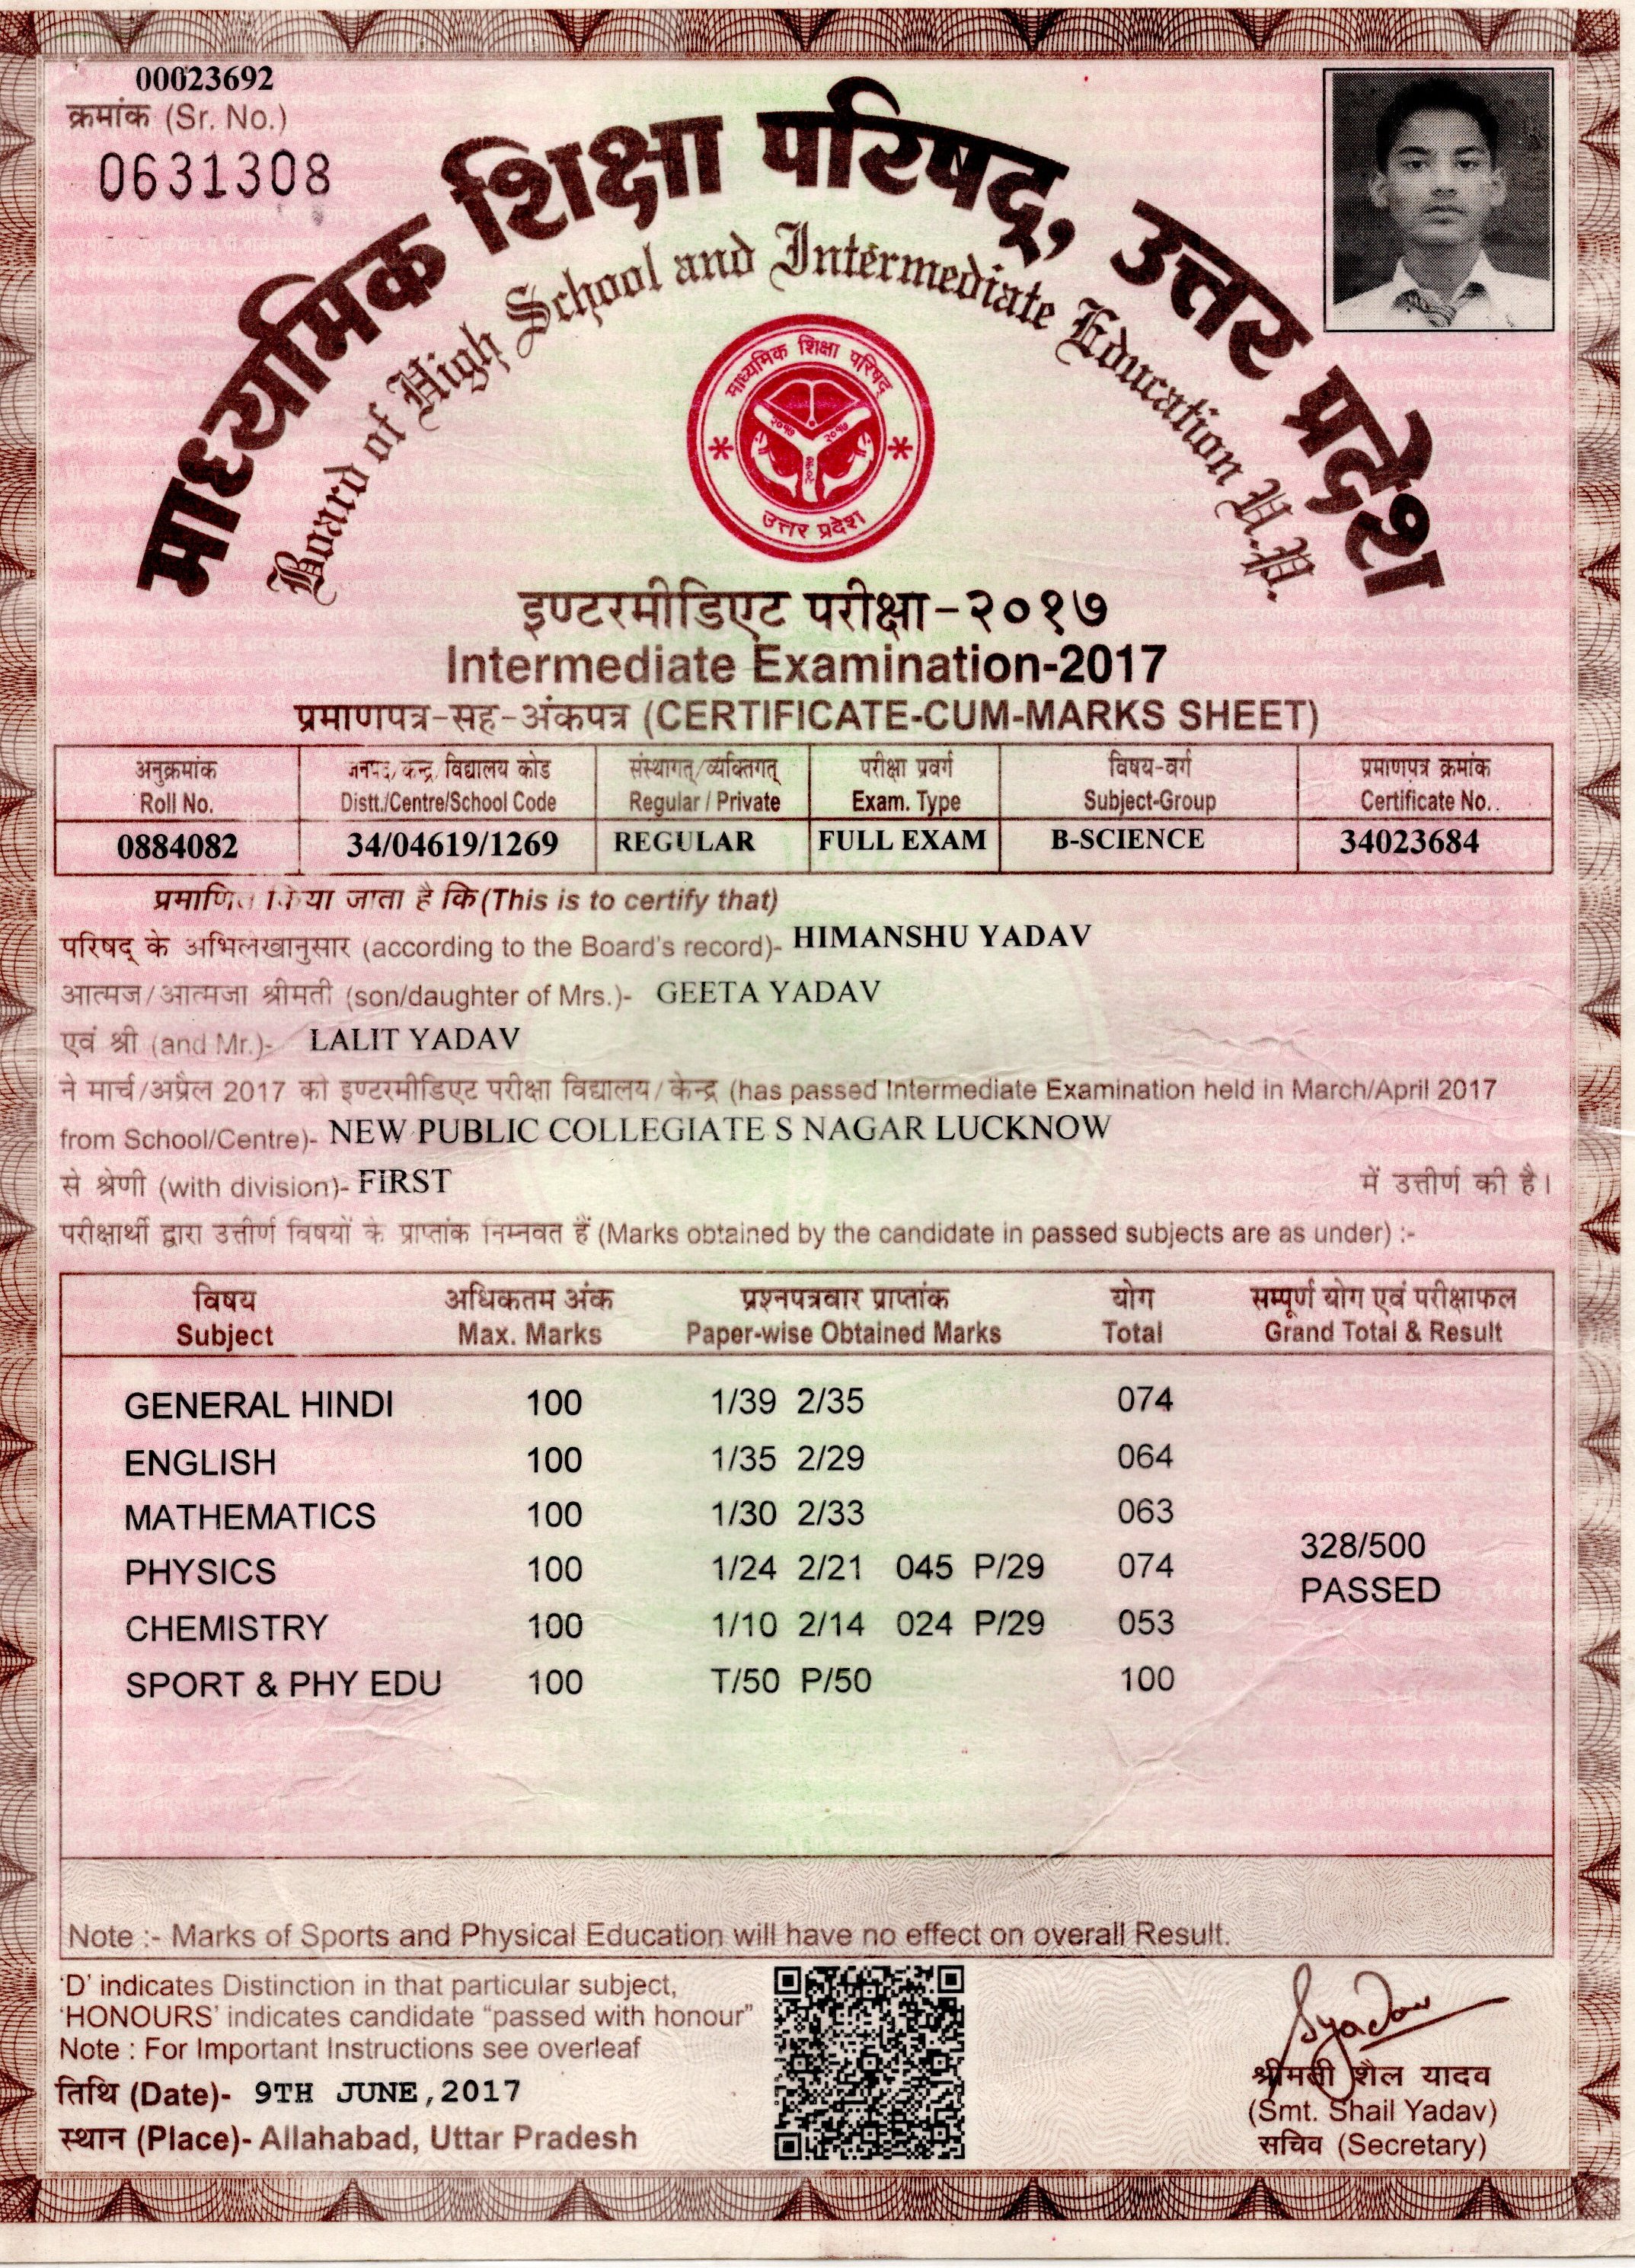 00023692
क्रमांक (Sr. No.)
0631308
माध्यमिक शिक्षा परिषद्, उत्तर प्रदेश
Board of High School and Intermediate Education U.P.
माध्यमिक शिक्षा परिषद्
२०१७ २०१७
२०१७
उत्तर प्रदेश
इण्टरमीडिएट परीक्षा-२०१७
Intermediate Examination-2017
प्रमाणपत्र-सह-अंकपत्र (CERTIFICATE-CUM-MARKS SHEET)
अनुक्रमांक जनपद/केन्द्र/विद्यालय कोड संस्थागत/व्यक्तिगत् परीक्षा प्रवर्ग विषय-वर्ग प्रमाणपत्र क्रमांक
Roll No. Distt./Centre/School Code Regular / Private Exam. Type Subject-Group Certificate No..
0884082 34/04619/1269 REGULAR FULL EXAM B-SCIENCE 34023684
प्रमाणित किया जाता है कि (This is to certify that)
परिषद् के अभिलेखानुसार (according to the Board's record)- HIMANSHU YADAV
आत्मज/आत्मजा श्रीमती (son/daughter of Mrs.)- GEETA YADAV
एवं श्री (and Mr.)- LALIT YADAV
ने मार्च/अप्रैल 2017 की इण्टरमीडिएट परीक्षा विद्यालय/केन्द्र (has passed Intermediate Examination held in March/April 2017
from School/Centre)- NEW PUBLIC COLLEGIATE S NAGAR LUCKNOW
से श्रेणी (with division)- FIRST में उत्तीर्ण की है।
परीक्षार्थी द्वारा उत्तीर्ण विषयों के प्राप्तांक निम्नवत हैं (Marks obtained by the candidate in passed subjects are as under) :-
विषय अधिकतम अंक प्रश्नपत्रवार प्राप्तांक योग सम्पूर्ण योग एवं परीक्षाफल
Subject Max. Marks Paper-wise Obtained Marks Total Grand Total & Result
GENERAL HINDI 100 1/39 2/35 074
ENGLISH 100 1/35 2/29 064
MATHEMATICS 100 1/30 2/33 063
328/500
PHYSICS 100 1/24 2/21 045 P/29 074
PASSED
CHEMISTRY 100 1/10 2/14 024 P/29 053
SPORT & PHY EDU 100 T/50 P/50 100
Note :- Marks of Sports and Physical Education will have no effect on overall Result.
'D' indicates Distinction in that particular subject,
'HONOURS' indicates candidate "passed with honour"
Note : For Important Instructions see overleaf
तिथि (Date)- 9TH JUNE,2017
स्थान (Place)- Allahabad, Uttar Pradesh
Syadav
श्रीमती शैल यादव
(Smt. Shail Yadav)
सचिव (Secretary)